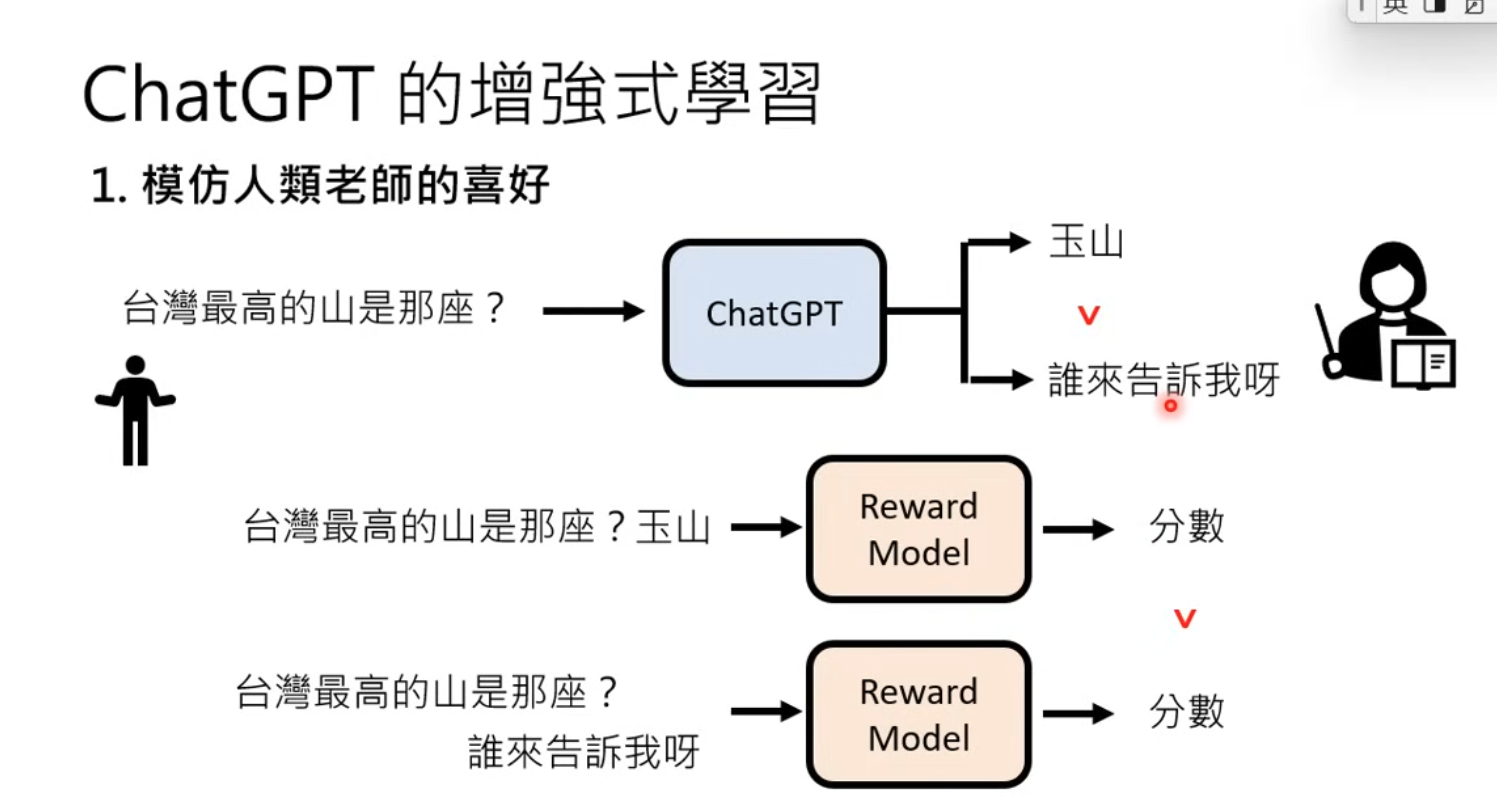 英
ChatGPT 的增強式學習
1. 模仿人類老師的喜好
玉山
台灣最高的山是那座？
ChatGPT
v
誰來告訴我呀
台灣最高的山是那座？玉山
Reward
Model
分數
v
台灣最高的山是那座？
誰來告訴我呀
Reward
Model
分數